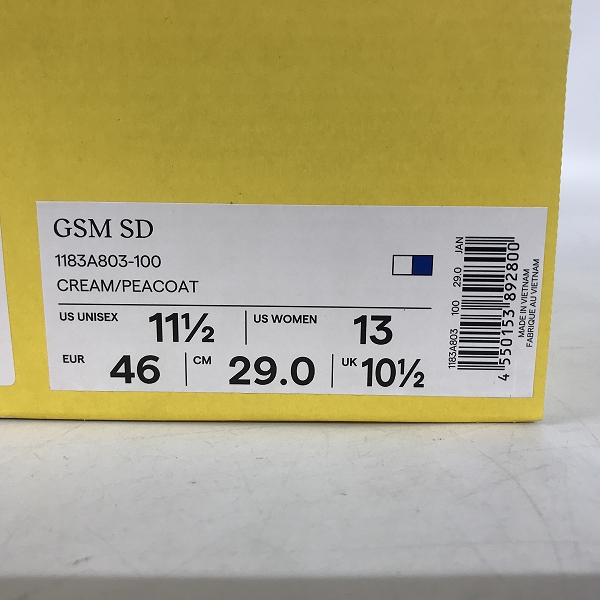 GSM SD
1183A803-100
CREAM/PEACOAT
US UNISEX 11½ US WOMEN 13
EUR 46 CM 29.0 UK 10½
1183A803 100 29.0 JAN
4 550153 892800
MADE IN VIETNAM
FABRIQUE AU VIETNAM